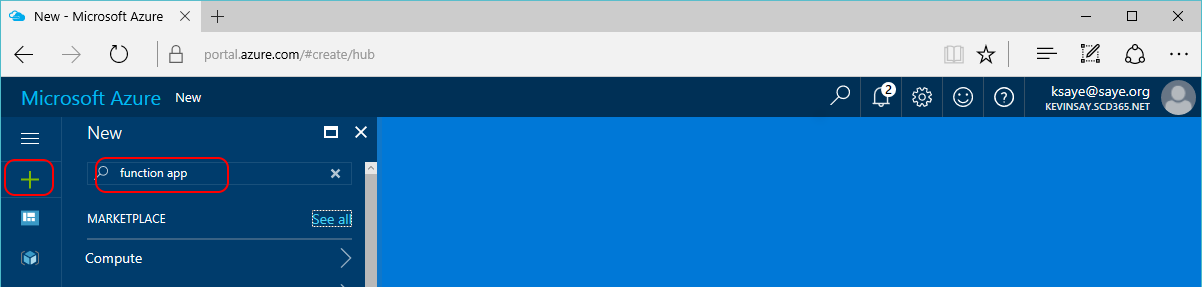 New - Microsoft Azure
portal.azure.com/#create/hub
Microsoft Azure New
2
ksaye@saye.org
KEVINSAY.SCD365.NET
New
function app
MARKETPLACE See all
Compute